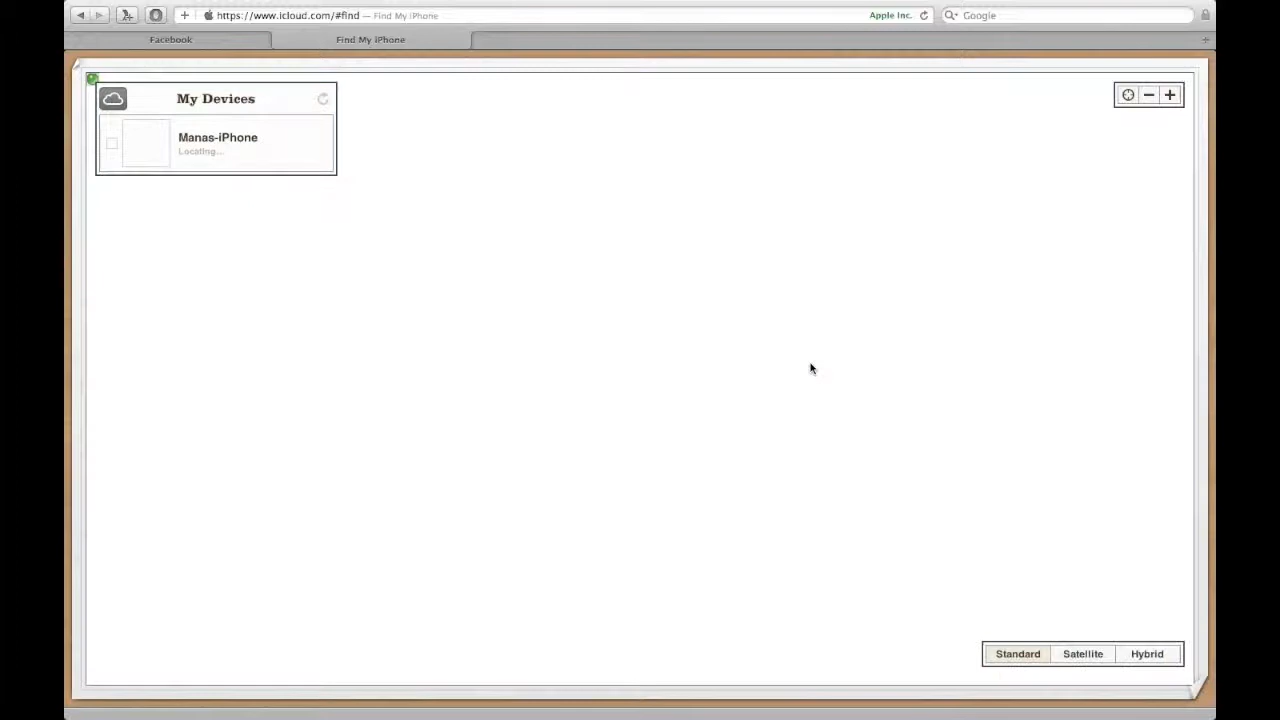 https://www.icloud.com/#find — Find My iPhone
Apple Inc.
Google
Facebook
Find My iPhone
My Devices
Manas-iPhone
Locating...
Standard
Satellite
Hybrid